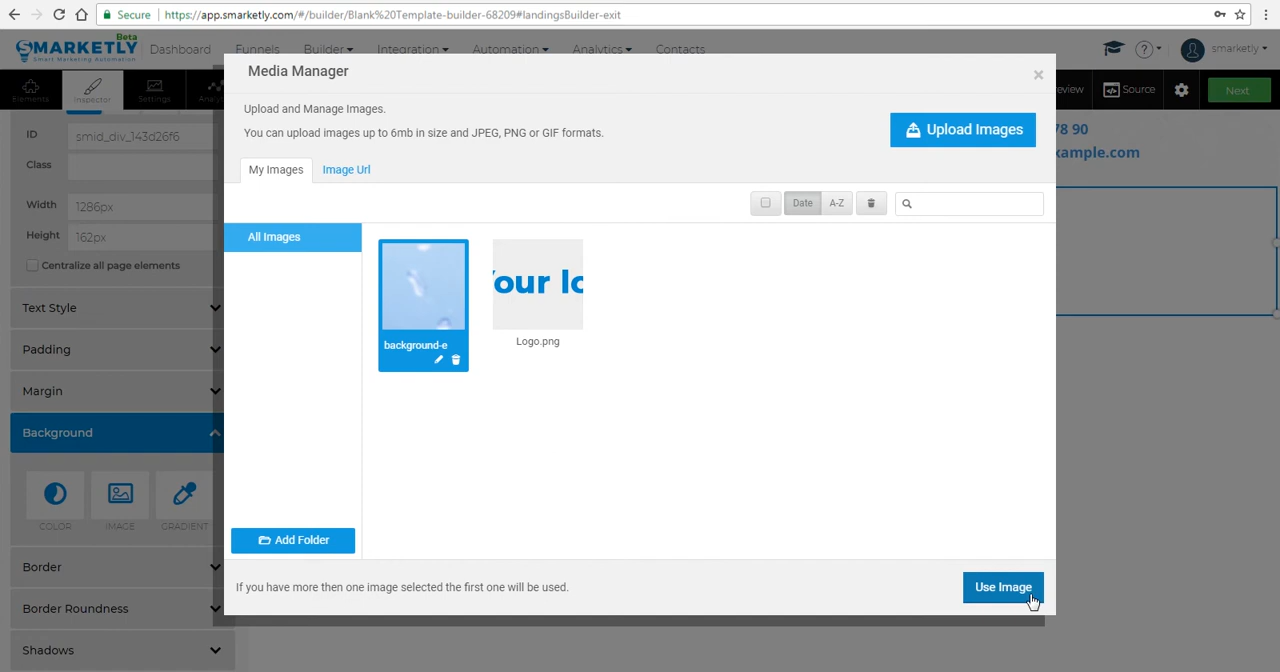 Secure https://app.smarketly.com/#/builder/Blank%20Template-builder-68209#landingsBuilder-exit
Beta
SMARKETLY
Smart Marketing Automation
Dashboard Funnels Builder Integration Automation Analytics Contacts
? smarketly
Elements Inspector Settings
</> Source Next
Media Manager
×
Upload and Manage Images.
You can upload images up to 6mb in size and JPEG, PNG or GIF formats.
Upload Images
My Images Image Url
Date A-Z
All Images
background-e
our lo
Logo.png
Add Folder
If you have more then one image selected the first one will be used.
Use Image
ID smid_div_143d26f6
Class
Width 1286px
Height 162px
Centralize all page elements
Text Style
Padding
Margin
Background
COLOR IMAGE GRADIENT
Border
Border Roundness
Shadows
78 90
xample.com